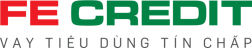 FE CREDIT
VAY TIÊU DÙNG TÍN CHẤP